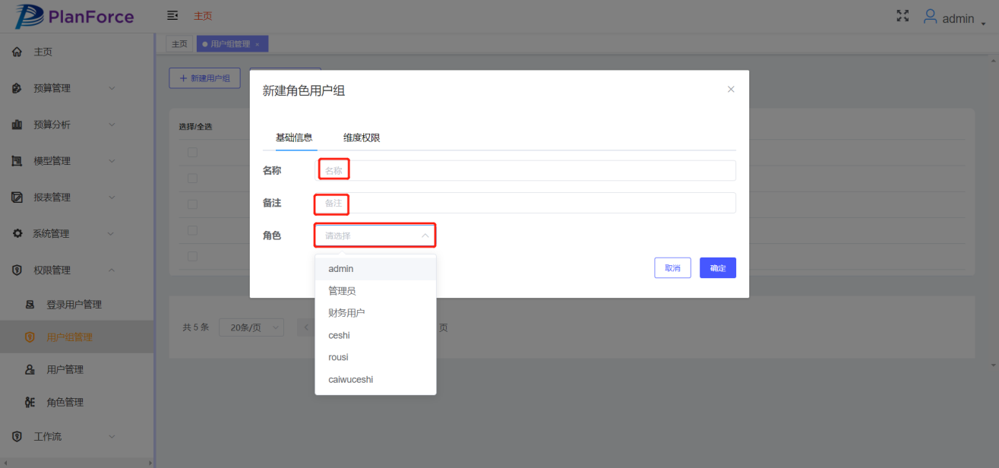 PlanForce
主页
admin
主页
用户组管理 ×
主页
预算管理
预算分析
模型管理
报表管理
系统管理
权限管理
登录用户管理
用户组管理
用户管理
角色管理
工作流
+ 新建用户组
选择/全选
新建角色用户组
基础信息
维度权限
名称
名称
备注
备注
角色
请选择
admin
管理员
财务用户
ceshi
rousi
caiwuceshi
取消
确定
共 5 条
20条/页
页